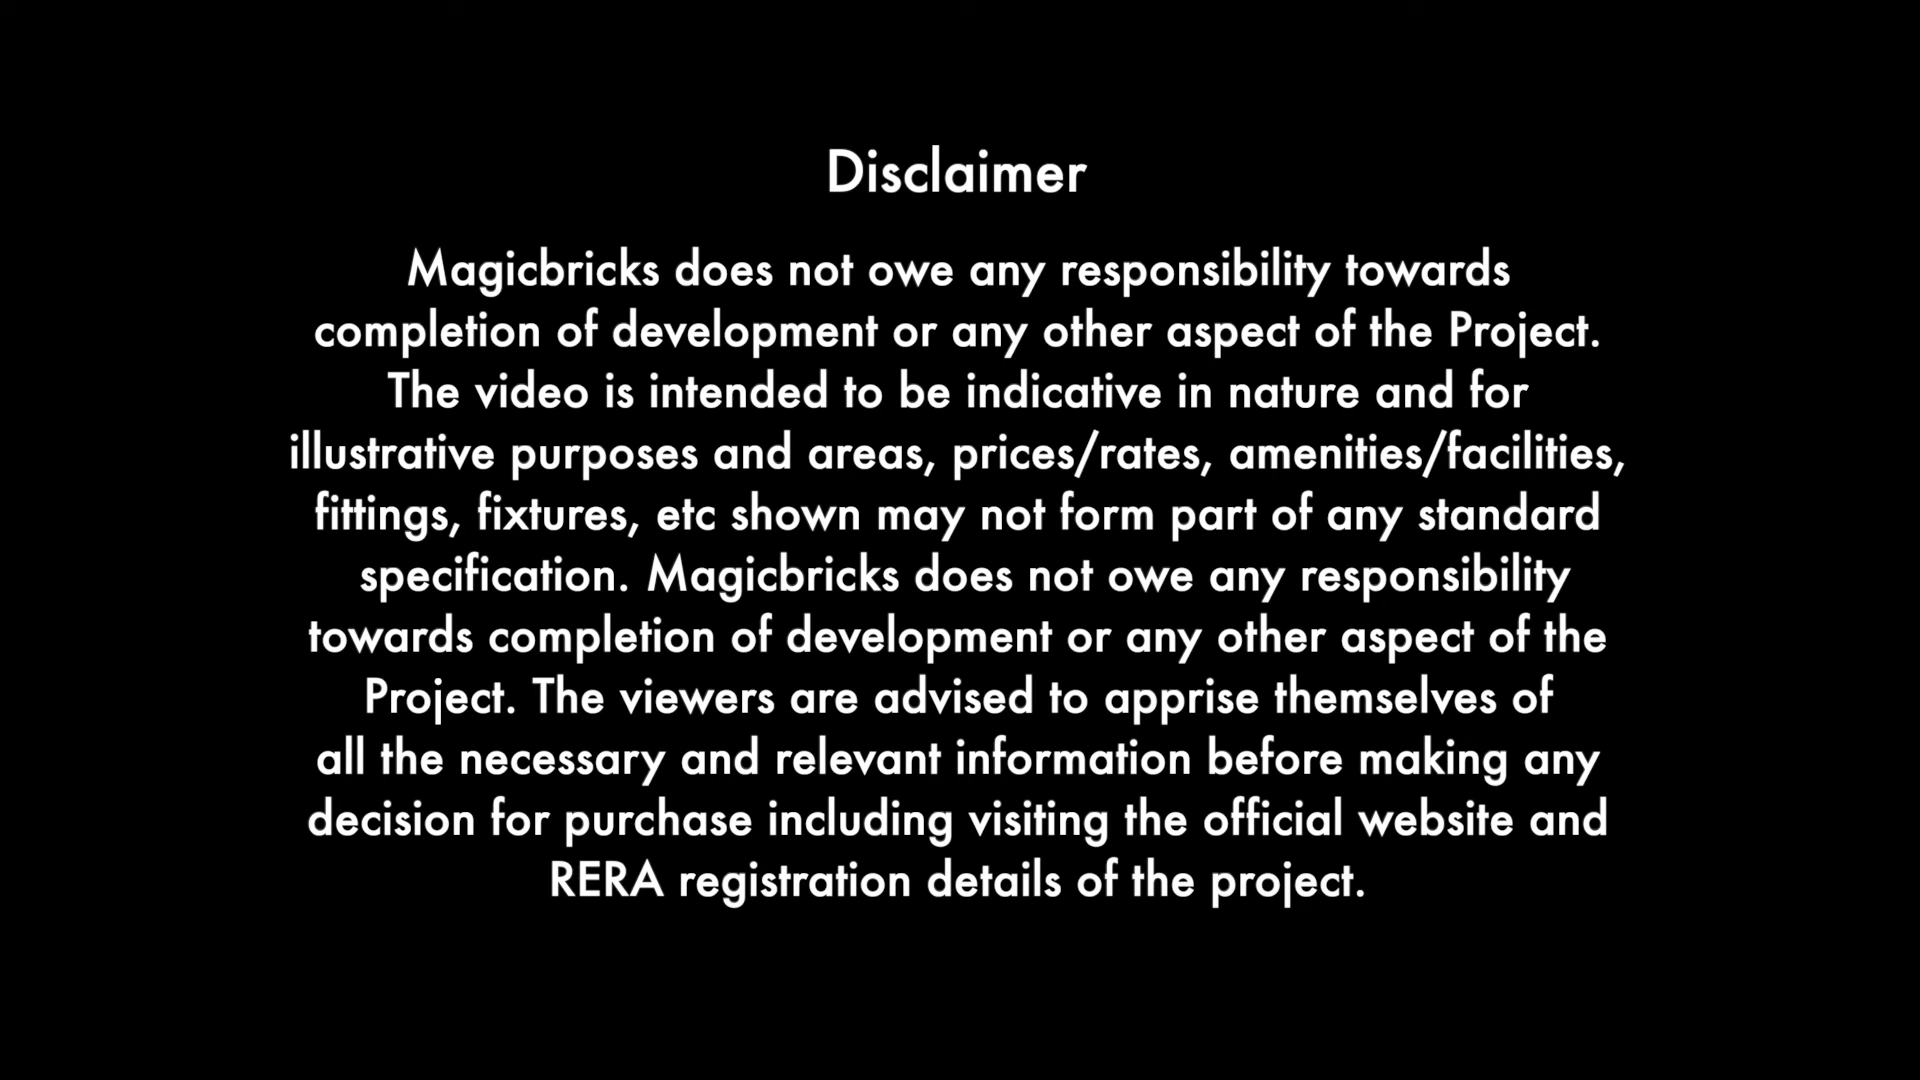 Disclaimer
Magicbricks does not owe any responsibility towards
completion of development or any other aspect of the Project.
The video is intended to be indicative in nature and for
illustrative purposes and areas, prices/rates, amenities/facilities,
fittings, fixtures, etc shown may not form part of any standard
specification. Magicbricks does not owe any responsibility
towards completion of development or any other aspect of the
Project. The viewers are advised to apprise themselves of
all the necessary and relevant information before making any
decision for purchase including visiting the official website and
RERA registration details of the project.